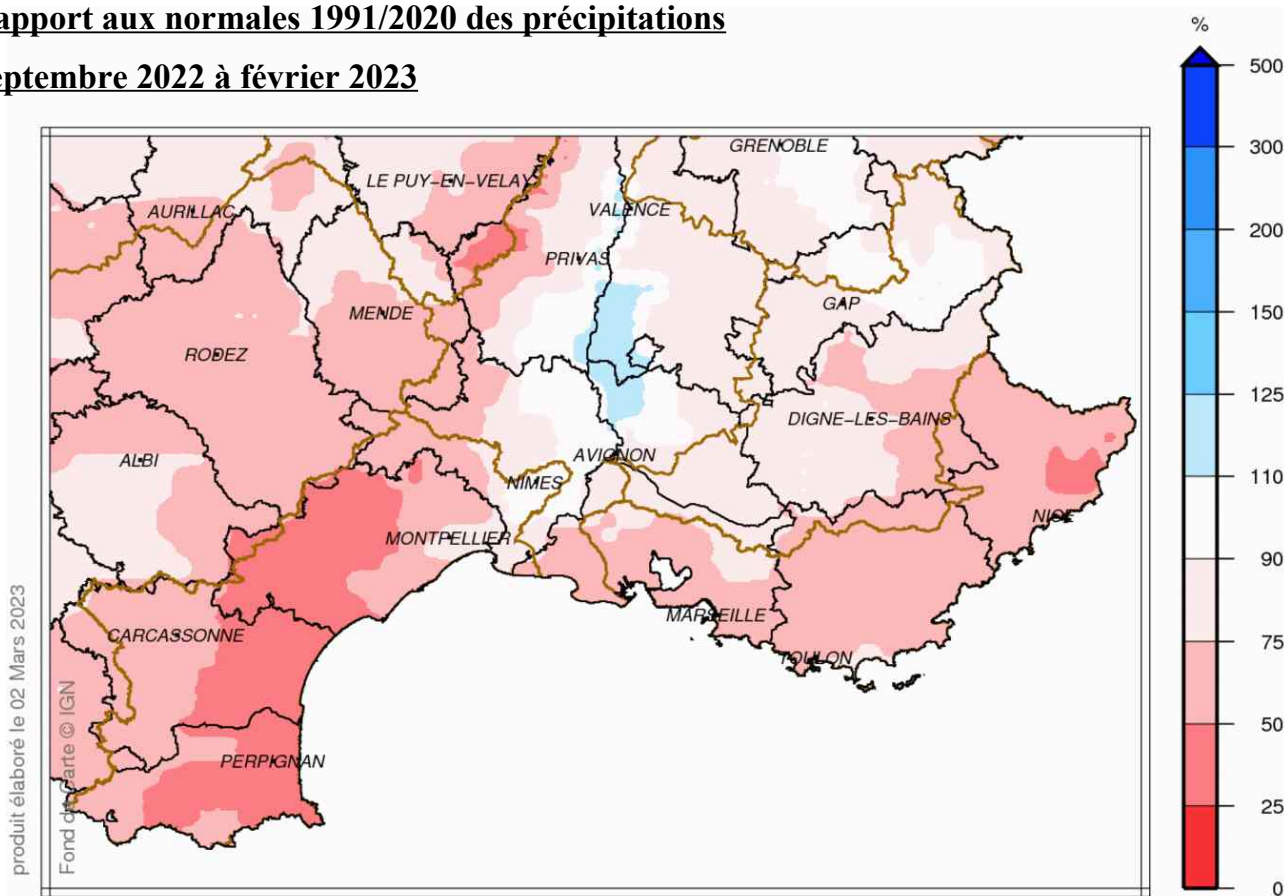 apport aux normales 1991/2020 des précipitations
eptembre 2022 à février 2023
%
500
300
200
150
125
110
90
75
50
25
0
GRENOBLE
LE PUY-EN-VELAY
AURILLAC
VALENCE
PRIVAS
GAP
MENDE
RODEZ
DIGNE-LES-BAINS
ALBI
AVIGNON
NIMES
NICE
MONTPELLIER
MARSEILLE
CARCASSONNE
TOULON
PERPIGNAN
produit élaboré le 02 Mars 2023
Fond de Carte © IGN